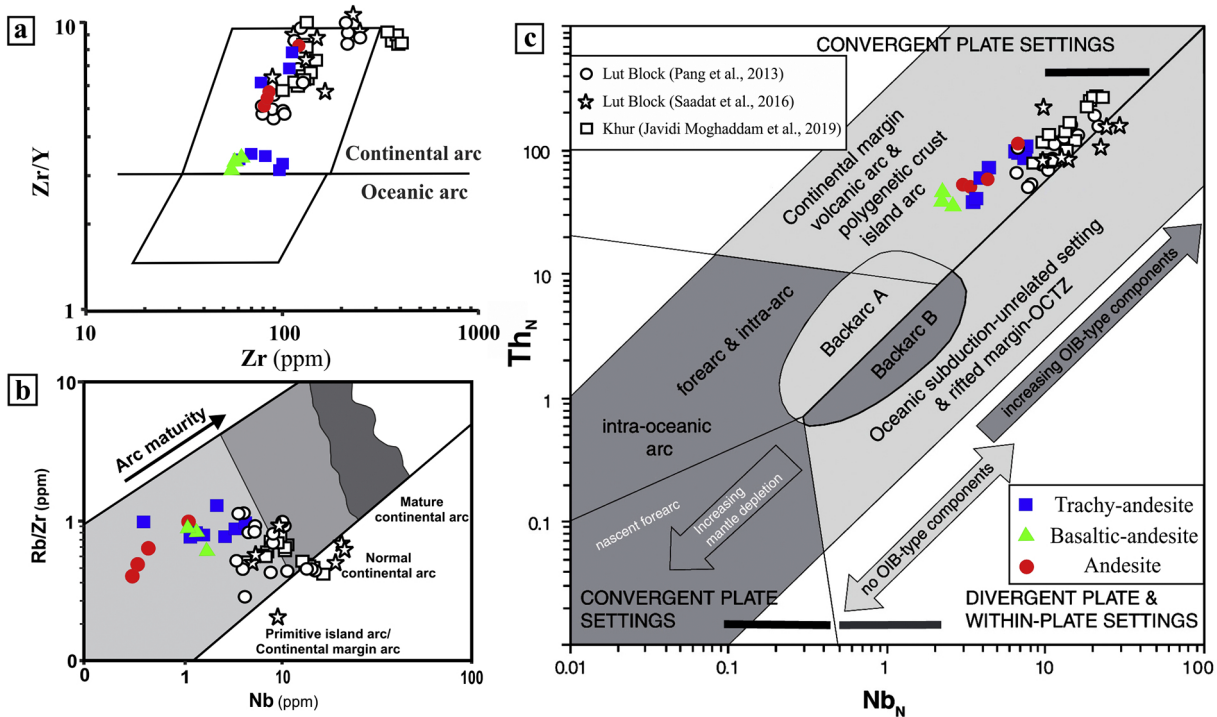 a
10
1
Zr/Y
Continental arc
Oceanic arc
10
100
1000
Zr (ppm)
b
10
1
0
Rb/Zr (ppm)
Arc maturity
Mature
continental arc
Normal
continental arc
Primitive island arc/
Continental margin arc
0
1
10
100
Nb (ppm)
c
CONVERGENT PLATE SETTINGS
Lut Block (Pang et al., 2013)
Lut Block (Saadat et al., 2016)
Khur (Javidi Moghaddam et al., 2019)
Continental margin
volcanic arc &
polygenetic crust
island arc
100
10
1
0.1
Th_N
Backarc A
Backarc B
forearc & intra-arc
intra-oceanic
arc
nascent forearc
Increasing
mantle depletion
Oceanic subduction-unrelated setting
& rifted margin-OCTZ
increasing OIB-type components
no OIB-type components
Trachy-andesite
Basaltic-andesite
Andesite
CONVERGENT PLATE
SETTINGS
DIVERGENT PLATE &
WITHIN-PLATE SETTINGS
0.01
0.1
1
10
100
Nb_N